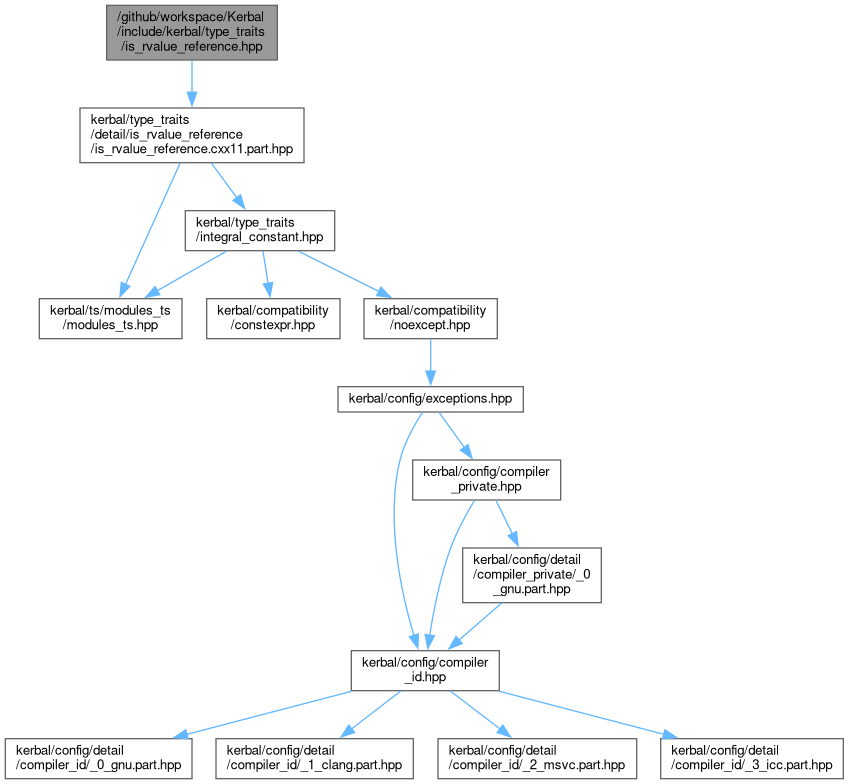 /github/workspace/Kerbal
/include/kerbal/type_traits
/is_rvalue_reference.hpp
kerbal/type_traits
/detail/is_rvalue_reference
/is_rvalue_reference.cxx11.part.hpp
kerbal/type_traits
/integral_constant.hpp
kerbal/ts/modules_ts
/modules_ts.hpp
kerbal/compatibility
/constexpr.hpp
kerbal/compatibility
/noexcept.hpp
kerbal/config/exceptions.hpp
kerbal/config/compiler
_private.hpp
kerbal/config/detail
/compiler_private/_0
_gnu.part.hpp
kerbal/config/compiler
_id.hpp
kerbal/config/detail
/compiler_id/_0_gnu.part.hpp
kerbal/config/detail
/compiler_id/_1_clang.part.hpp
kerbal/config/detail
/compiler_id/_2_msvc.part.hpp
kerbal/config/detail
/compiler_id/_3_icc.part.hpp